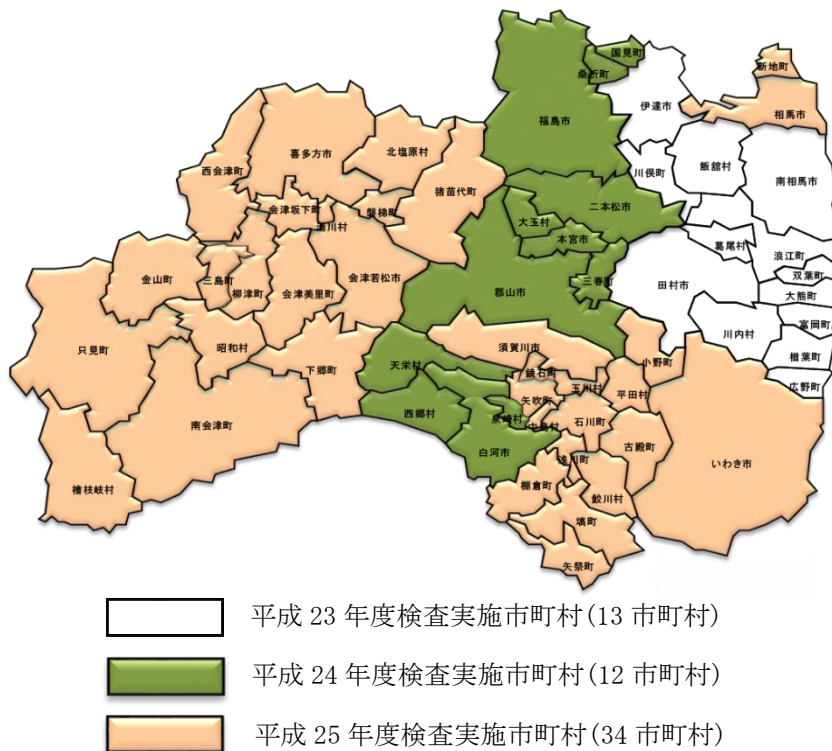 国見町
桑折町
新地町
伊達市
相馬市
福島市
喜多方市
北塩原村
飯舘村
西会津町
川俣町
南相馬市
猪苗代町
会津坂下町
磐梯町
二本松市
湯川村
大玉村
本宮市
葛尾村
浪江町
会津若松市
双葉町
金山町
三島町
柳津町
会津美里町
郡山市
三春町
田村市
大熊町
富岡町
川内村
只見町
昭和村
須賀川市
楢葉町
下郷町
天栄村
小野町
鏡石町
玉川村
平田村
広野町
矢吹町
西郷村
泉崎村
中島村
石川町
南会津町
白河市
古殿町
浅川町
いわき市
棚倉町
檜枝岐村
鮫川村
塙町
矢祭町
平成 23 年度検査実施市町村(13 市町村)
平成 24 年度検査実施市町村(12 市町村)
平成 25 年度検査実施市町村(34 市町村)